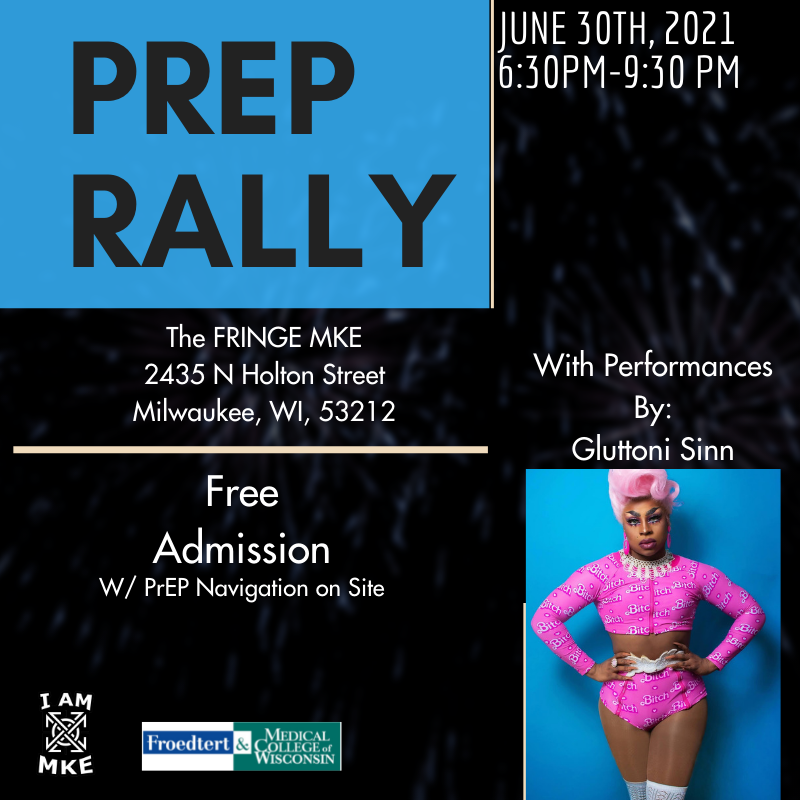 PREP
RALLY
JUNE 30TH, 2021
6:30PM-9:30 PM
The FRINGE MKE
2435 N Holton Street
Milwaukee, WI, 53212
Free
Admission
W/ PrEP Navigation on Site
With Performances
By:
Gluttoni Sinn
Bitch
I AM
MKE
Froedtert & MEDICAL
COLLEGE of
WISCONSIN